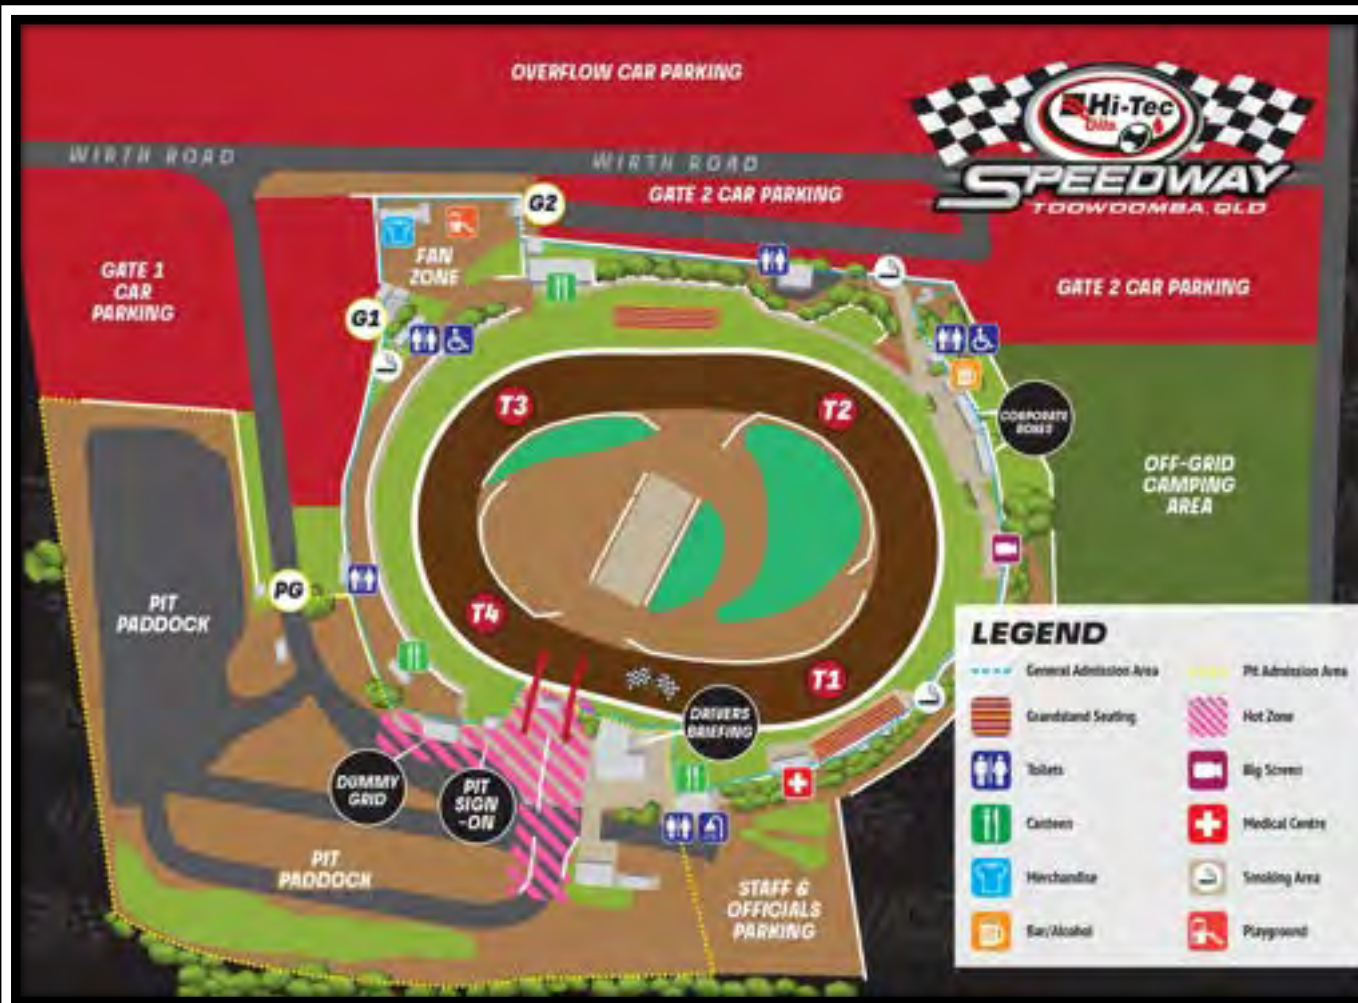 OVERFLOW CAR PARKING
Hi-Tec
Oils
SPEEDWAY
TOOWOOMBA, QLD
WIRTH ROAD
WIRTH ROAD
GATE 2 CAR PARKING
G2
FAN
ZONE
GATE 1
CAR
PARKING
GATE 2 CAR PARKING
G1
T3
T2
CORPORATE
BOXES
OFF-GRID
CAMPING
AREA
PG
PIT
PADDOCK
T4
T1
DRIVERS
BRIEFING
DUMMY
GRID
PIT
SIGN
-ON
PIT
PADDOCK
STAFF &
OFFICIALS
PARKING
LEGEND
General Admission Area
Pit Admission Area
Grandstand Seating
Hot Zone
Toilets
Big Screen
Canteen
Medical Centre
Merchandise
Smoking Area
Bar/Alcohol
Playground